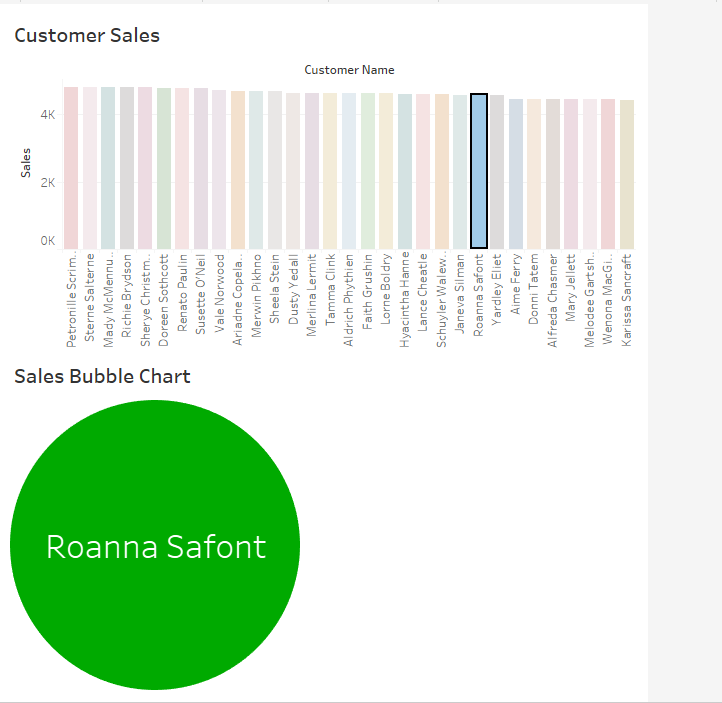 Customer Sales
Customer Name
Sales
4K
2K
0K
Petronille Scrim..
Sterne Salterne
Mady McMennu..
Richie Brydson
Sherye Christm..
Doreen Sothcott
Renato Paulin
Susette O'Neil
Vale Norwood
Ariadne Copela..
Merwin Pikhno
Sheela Stein
Dusty Yedall
Merlina Lermit
Tamma Clink
Aldrich Phythien
Faith Grushin
Lorne Boldry
Hyacintha Hanne
Lance Cheatle
Schuyler Walew..
Janeva Silman
Roanna Safont
Yardley Eliet
Aime Ferry
Donni Tatem
Alfreda Chasmer
Mary Jellett
Melodee Gartsh..
Wenona MacGi..
Karissa Sancraft
Sales Bubble Chart
Roanna Safont